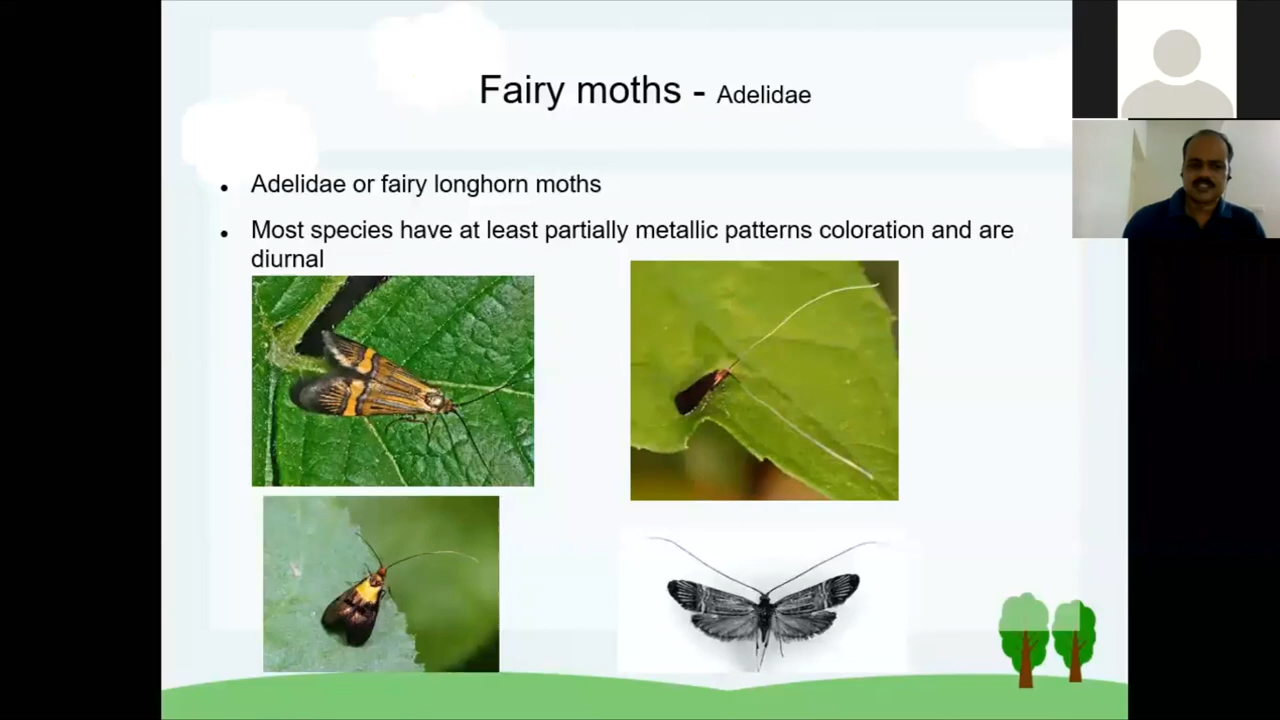 Fairy moths - Adelidae
• Adelidae or fairy longhorn moths
• Most species have at least partially metallic patterns coloration and are
diurnal